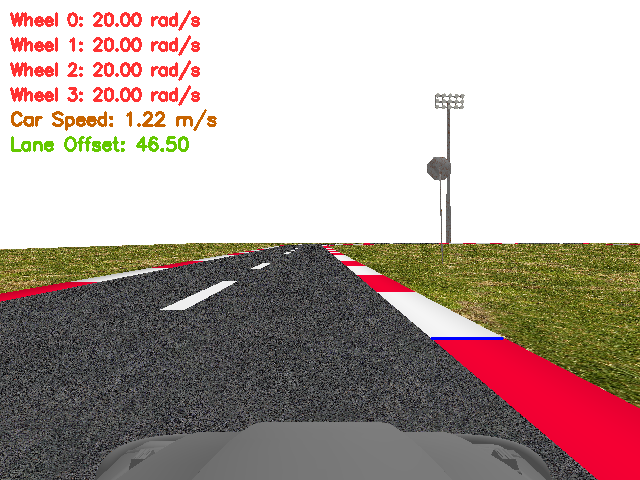 Wheel 0: 20.00 rad/s
Wheel 1: 20.00 rad/s
Wheel 2: 20.00 rad/s
Wheel 3: 20.00 rad/s
Car Speed: 1.22 m/s
Lane Offset: 46.50